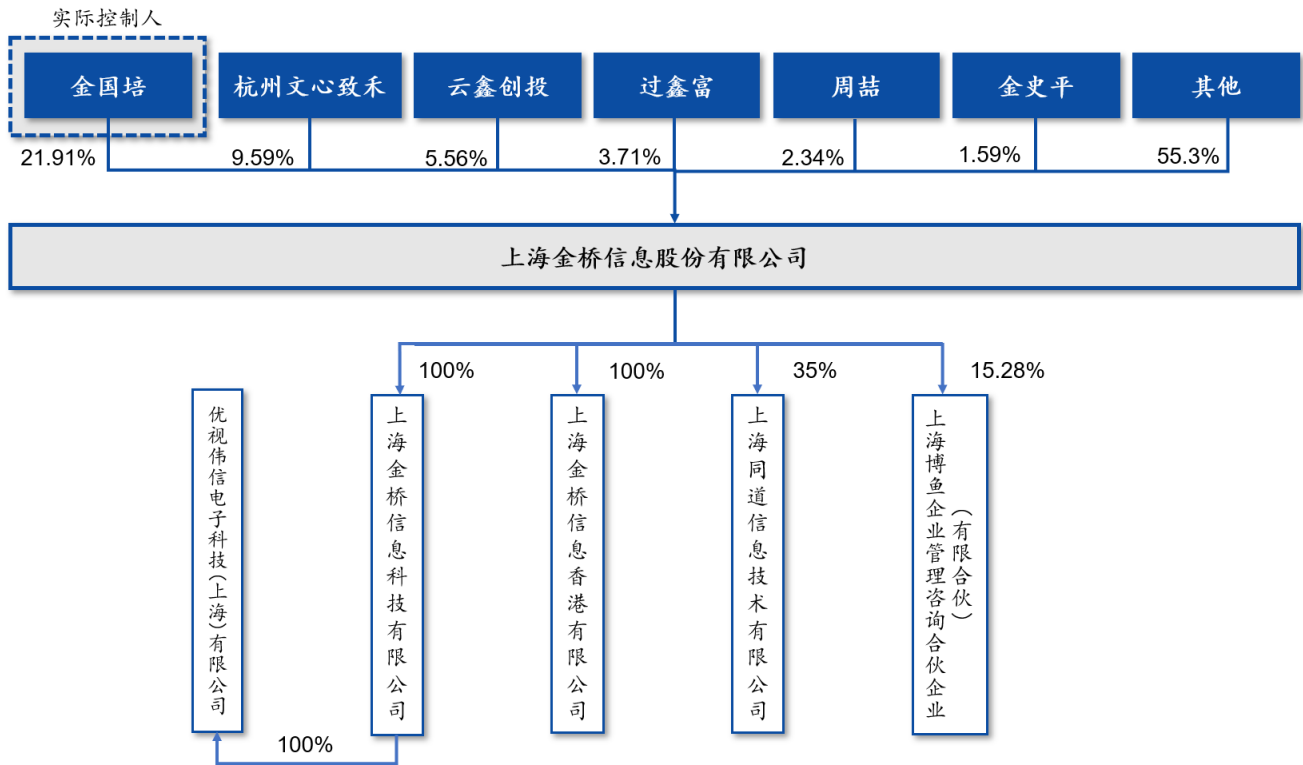 实际控制人
金国培
杭州文心致禾
云鑫创投
过鑫富
周喆
金史平
其他
21.91%
9.59%
5.56%
3.71%
2.34%
1.59%
55.3%
上海金桥信息股份有限公司
100%
100%
35%
15.28%
优视伟信电子科技(上海)有限公司
上海金桥信息科技有限公司
上海金桥信息香港有限公司
上海同道信息技术有限公司
上海博鱼企业管理咨询合伙企业
(有限合伙)
100%